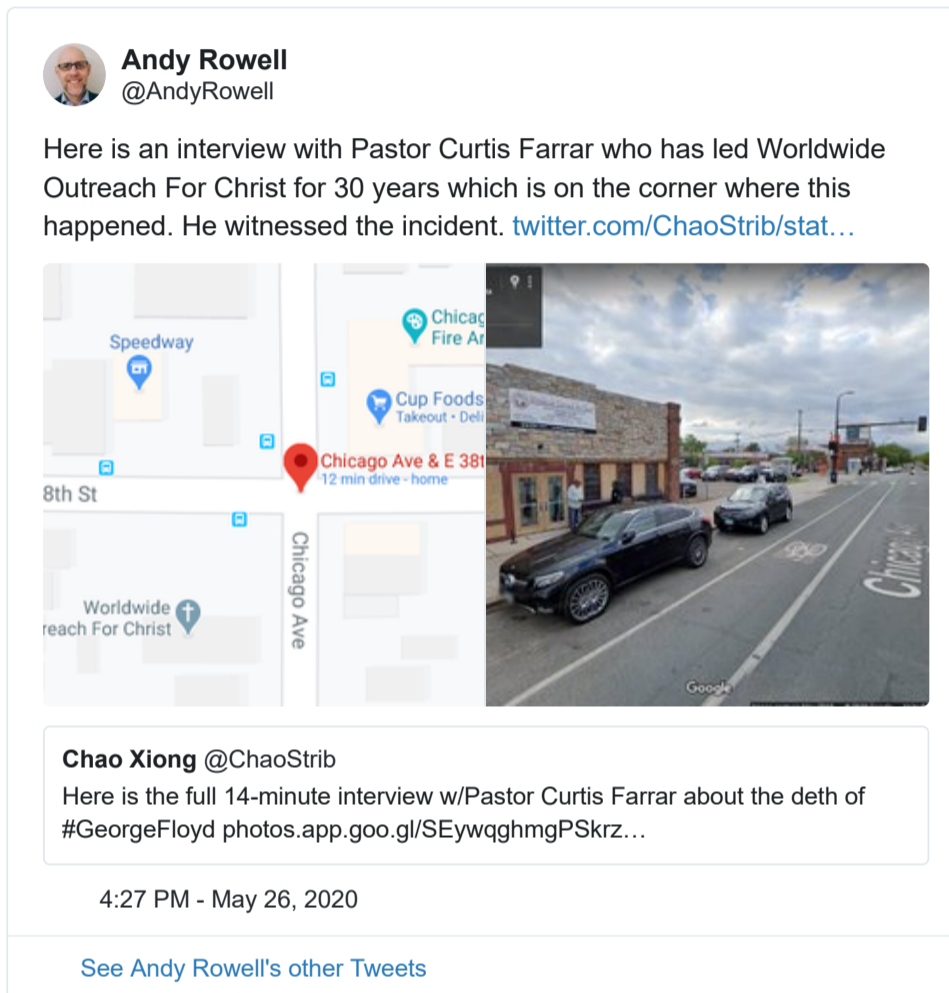 Andy Rowell
@AndyRowell
Here is an interview with Pastor Curtis Farrar who has led Worldwide
Outreach For Christ for 30 years which is on the corner where this
happened. He witnessed the incident. twitter.com/ChaoStrib/stat…
Speedway
Chicag
Fire Ar
Cup Foods
Takeout • Deli
Chicago Ave & E 38t
12 min drive - home
8th St
Chicago Ave
Worldwide
reach For Christ
Chicago Av
Google
Chao Xiong @ChaoStrib
Here is the full 14-minute interview w/Pastor Curtis Farrar about the deth of
#GeorgeFloyd photos.app.goo.gl/SEywqghmgPSkrz…
4:27 PM - May 26, 2020
See Andy Rowell's other Tweets